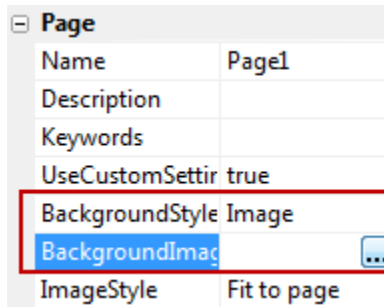 Page
Name Page1
Description
Keywords
UseCustomSettir true
BackgroundStyle Image
BackgroundImag ...
ImageStyle Fit to page